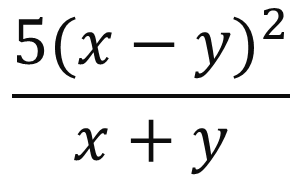 5(x − y)²
x + y